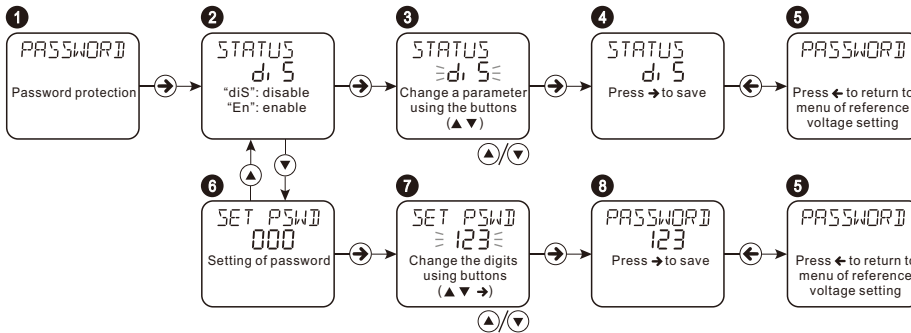 1
PASSWORD
Password protection
2
STATUS
diS
“diS”: disable
“En”: enable
3
STATUS
diS
Change a parameter
using the buttons
(▲ ▼)
4
STATUS
diS
Press → to save
5
PASSWORD
Press ← to return to
menu of reference
voltage setting
6
SET PSWD
000
Setting of password
7
SET PSWD
123
Change the digits
using buttons
(▲ ▼ →)
8
PASSWORD
123
Press → to save
5
PASSWORD
Press ← to return to
menu of reference
voltage setting